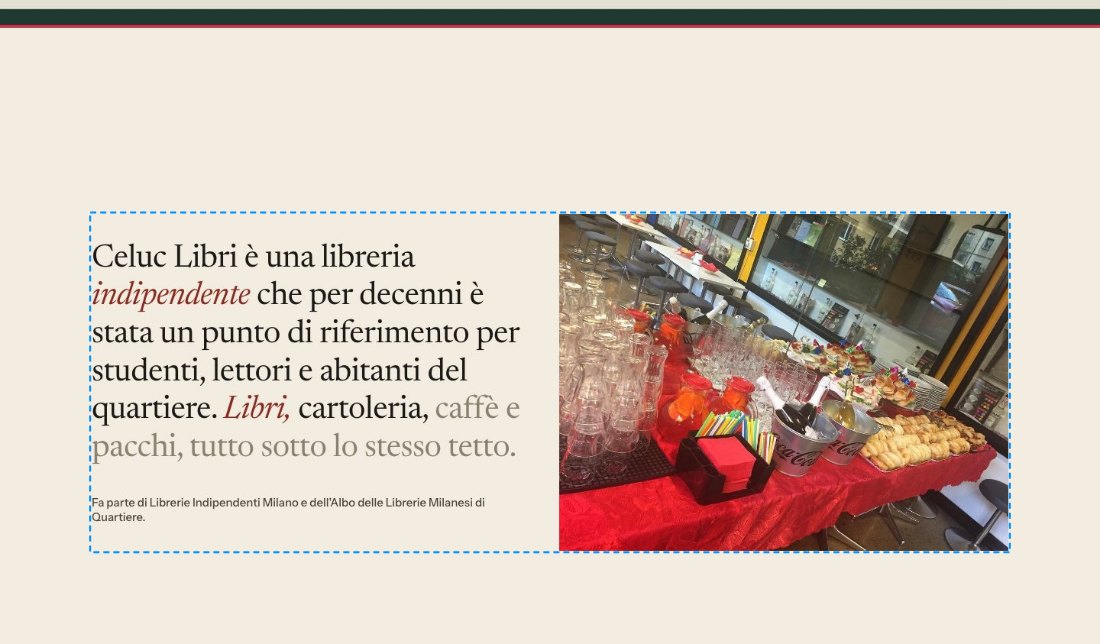 Celuc Libri è una libreria
indipendente che per decenni è
stata un punto di riferimento per
studenti, lettori e abitanti del
quartiere. Libri, cartoleria, caffè e
pacchi, tutto sotto lo stesso tetto.
Fa parte di Librerie Indipendenti Milano e dell'Albo delle Librerie Milanesi di
Quartiere.
Coca-Cola